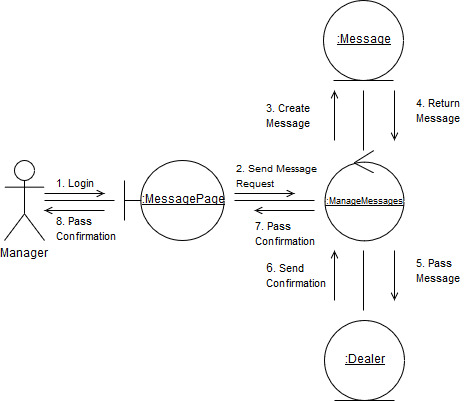 :Message
3. Create
Message
4. Return
Message
1. Login
2. Send Message
Request
:MessagePage
:ManageMessages
8. Pass
Confirmation
7. Pass
Confirmation
Manager
6. Send
Confirmation
5. Pass
Message
:Dealer